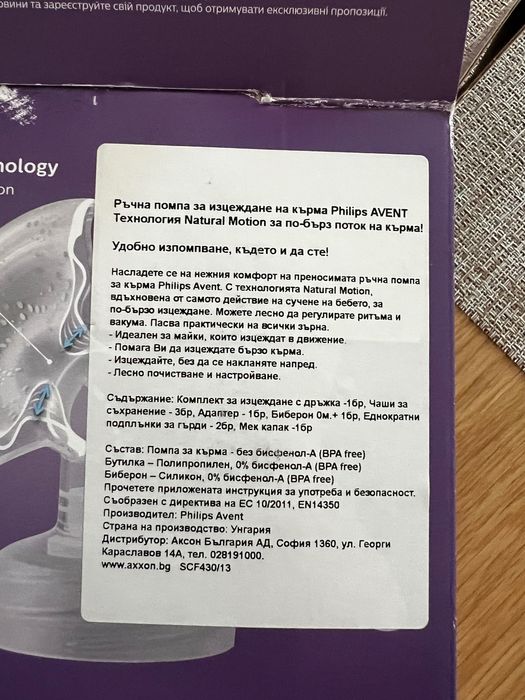 овини та зареєструйте свій продукт, щоб отримувати ексклюзивні пропозиції.
nology
on
Ръчна помпа за изцеждане на кърма Philips AVENT
Технология Natural Motion за по-бърз поток на кърма!
Удобно изпомпване, където и да сте!
Насладете се на нежния комфорт на преносимата ръчна помпа
за кърма Philips Avent. С технологията Natural Motion,
вдъхновена от самото действие на сучене на бебето, за
по-бързо изцеждане. Можете лесно да регулирате ритъма и
вакума. Пасва практически на всички зърна.
- Идеален за майки, които изцеждат в движение.
- Помага Ви да изцеждате бързо кърма.
- Изцеждайте, без да се накланяте напред.
- Лесно почистване и настройване.
Съдържание: Комплект за изцеждане с дръжка -1бр, Чаши за
съхранение - 3бр, Адаптер - 1бр, Биберон 0м.+ 1бр, Еднократни
подплънки за гърди - 2бр, Мек капак -1бр
Състав: Помпа за кърма - без бисфенол-А (BPA free)
Бутилка – Полипропилен, 0% бисфенол-А (BPA free)
Биберон – Силикон, 0% бисфенол-А (BPA free)
Прочетете приложената инструкция за употреба и безопасност.
Съобразен с директива на ЕС 10/2011, EN14350
Производител: Philips Avent
Страна на производство: Унгария
Дистрибутор: Аксон България АД, София 1360, ул. Георги
Караславов 14А, тел. 028191000.
www.axxon.bg SCF430/13